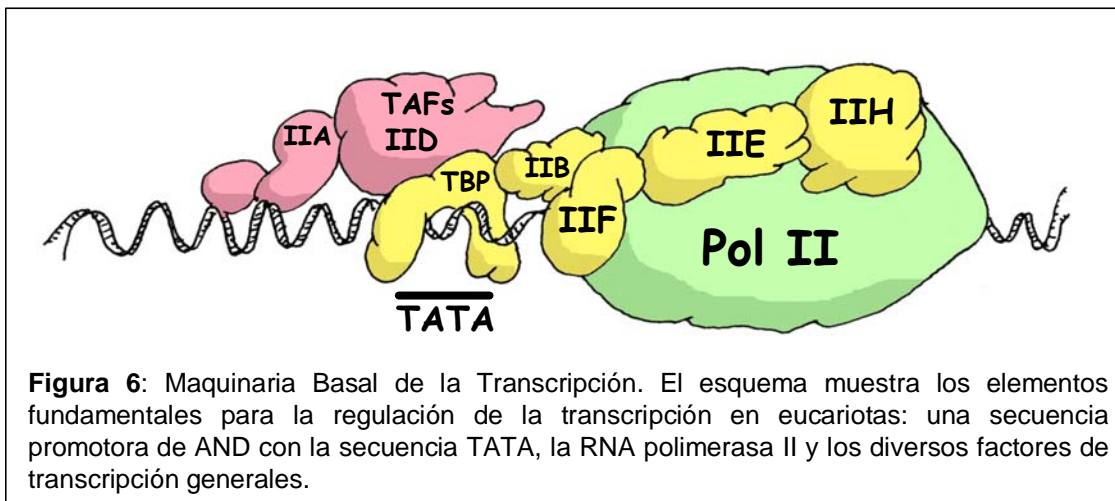 TAFs
IIA
IID
IIH
IIE
IIB
TBP
IIF
Pol II
TATA
Figura 6: Maquinaria Basal de la Transcripción. El esquema muestra los elementos
fundamentales para la regulación de la transcripción en eucariotas: una secuencia
promotora de AND con la secuencia TATA, la RNA polimerasa II y los diversos factores de
transcripción generales.